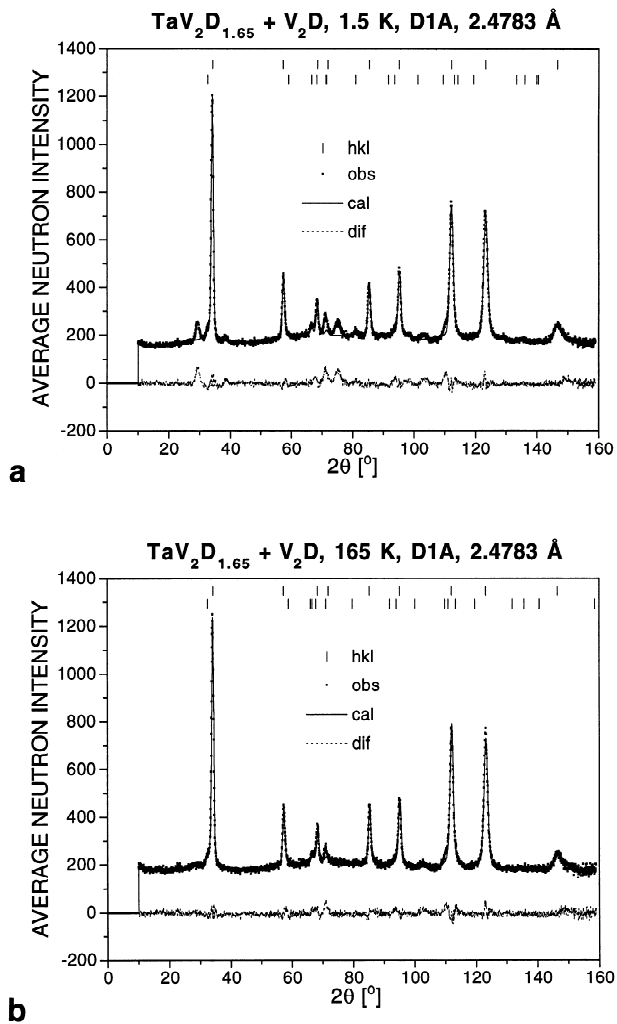 TaV₂D₁.₆₅ + V₂D, 1.5 K, D1A, 2.4783 Å
1400
1200
1000
800
600
400
200
0
-200
AVERAGE NEUTRON INTENSITY
hkl
obs
cal
dif
0 20 40 60 80 100 120 140 160
2θ [°]
a
TaV₂D₁.₆₅ + V₂D, 165 K, D1A, 2.4783 Å
1400
1200
1000
800
600
400
200
0
-200
AVERAGE NEUTRON INTENSITY
hkl
obs
cal
dif
0 20 40 60 80 100 120 140 160
2θ [°]
b